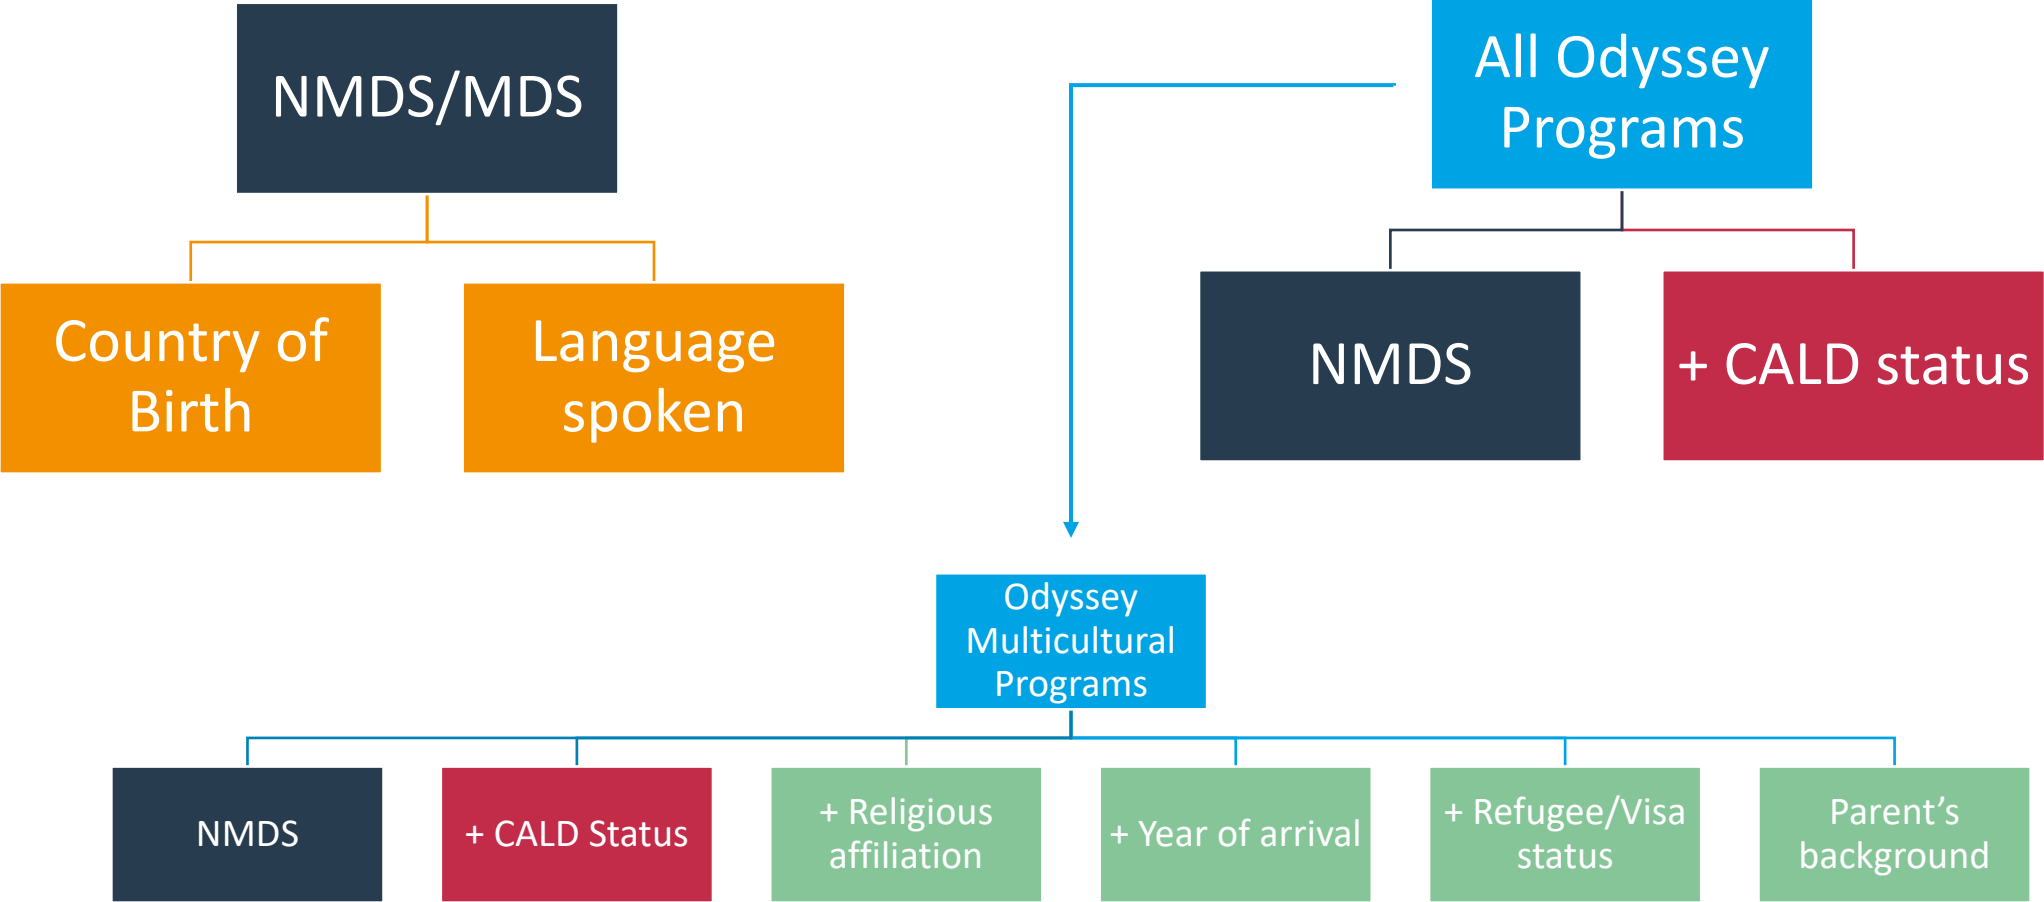 NMDS/MDS
Country of
Birth
Language
spoken
All Odyssey
Programs
NMDS
+ CALD status
Odyssey
Multicultural
Programs
NMDS
+ CALD Status
+ Religious
affiliation
+ Year of arrival
+ Refugee/Visa
status
Parent’s
background